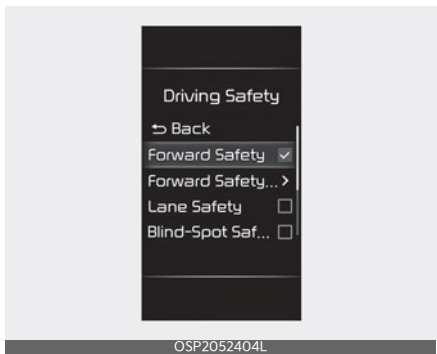 Driving Safety
Back
Forward Safety
Forward Safety...
Lane Safety
Blind-Spot Saf...
OSP2052404L